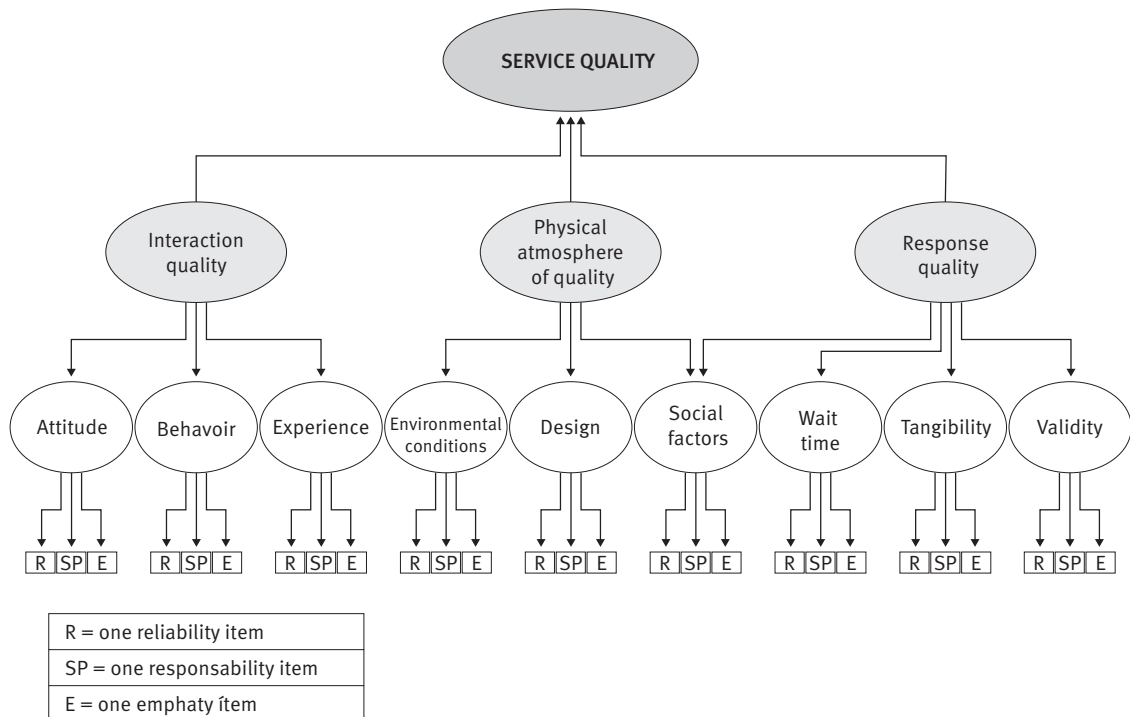 SERVICE QUALITY
Interaction
quality
Physical
atmosphere
of quality
Response
quality
Attitude
Behavoir
Experience
Environmental
conditions
Design
Social
factors
Wait
time
Tangibility
Validity
R SP E
R SP E
R SP E
R SP E
R SP E
R SP E
R SP E
R SP E
R SP E
R = one reliability item
SP = one responsability item
E = one emphaty ítem